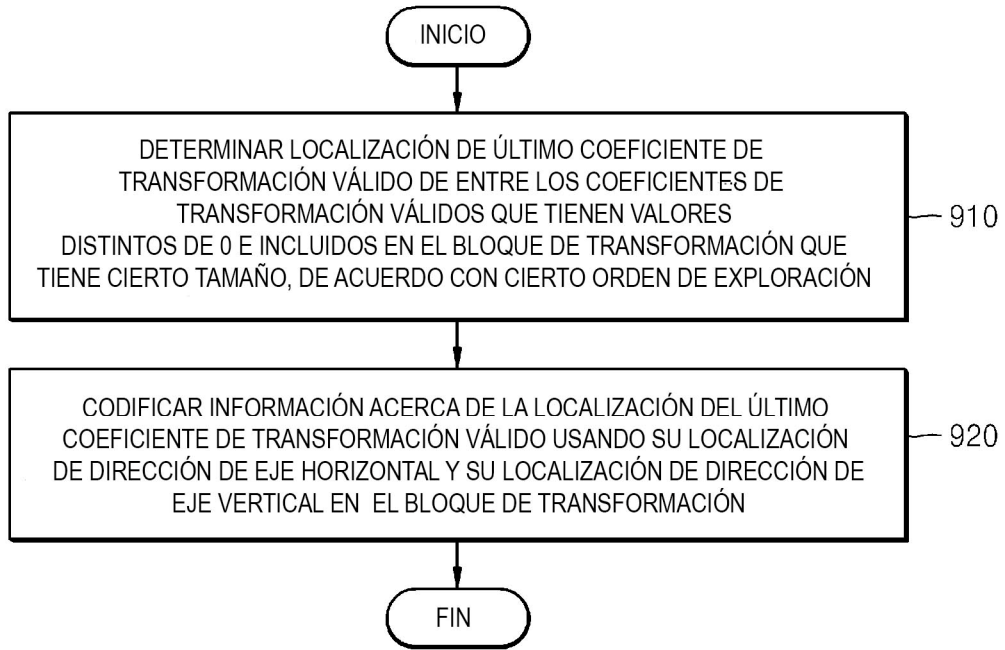 INICIO
DETERMINAR LOCALIZACIÓN DE ÚLTIMO COEFICIENTE DE
TRANSFORMACIÓN VÁLIDO DE ENTRE LOS COEFICIENTES DE
TRANSFORMACIÓN VÁLIDOS QUE TIENEN VALORES
DISTINTOS DE 0 E INCLUIDOS EN EL BLOQUE DE TRANSFORMACIÓN QUE
TIENE CIERTO TAMAÑO, DE ACUERDO CON CIERTO ORDEN DE EXPLORACIÓN
910
CODIFICAR INFORMACIÓN ACERCA DE LA LOCALIZACIÓN DEL ÚLTIMO
COEFICIENTE DE TRANSFORMACIÓN VÁLIDO USANDO SU LOCALIZACIÓN
DE DIRECCIÓN DE EJE HORIZONTAL Y SU LOCALIZACIÓN DE DIRECCIÓN DE
EJE VERTICAL EN EL BLOQUE DE TRANSFORMACIÓN
920
FIN